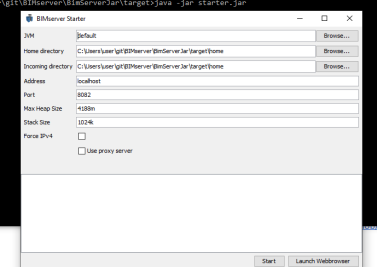 \git\BIMserver\BimServerJar\target>java -jar starter.jar
BIMserver Starter
JVM default Browse...
Home directory C:\Users\user\git\BIMserver\BimServerJar\target\home Browse...
Incoming directory C:\Users\user\git\BIMserver\BimServerJar\target\home Browse...
Address localhost
Port 8082
Max Heap Size 4188m
Stack Size 1024k
Force IPv4
Use proxy server
Start Launch Webbrowser